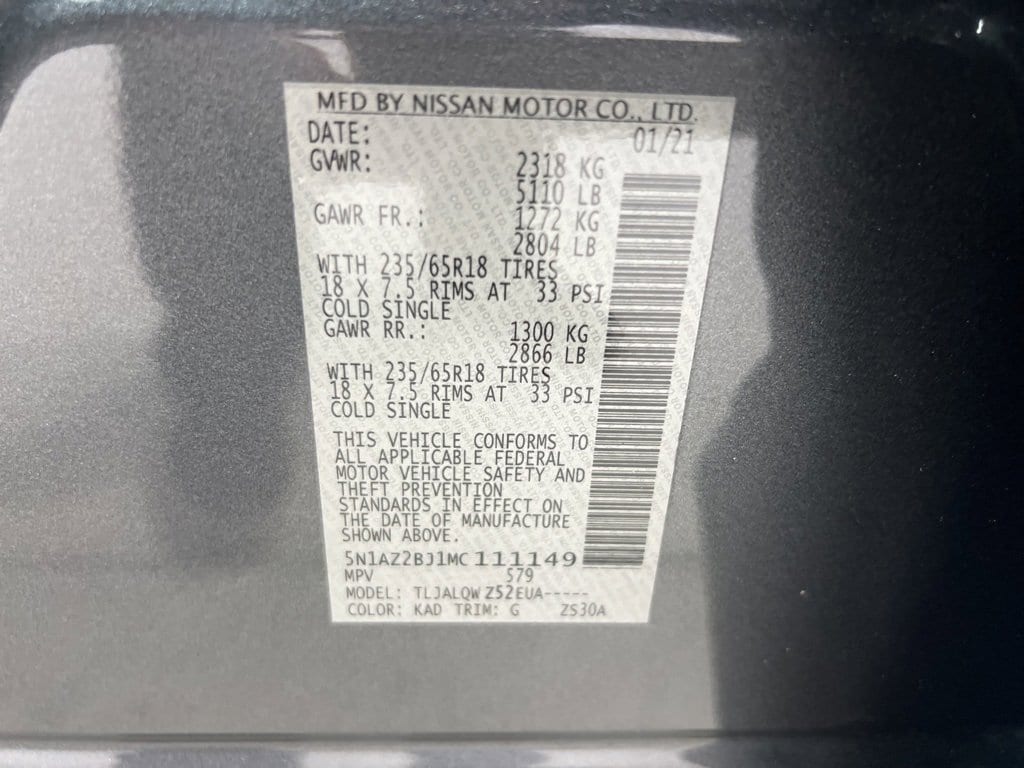 MFD BY NISSAN MOTOR CO., LTD.
DATE: 01/21
GVWR: 2318 KG
5110 LB
GAWR FR.: 1272 KG
2804 LB
WITH 235/65R18 TIRES
18 X 7.5 RIMS AT 33 PSI
COLD SINGLE
GAWR RR.: 1300 KG
2866 LB
WITH 235/65R18 TIRES
18 X 7.5 RIMS AT 33 PSI
COLD SINGLE
THIS VEHICLE CONFORMS TO
ALL APPLICABLE FEDERAL
MOTOR VEHICLE SAFETY AND
THEFT PREVENTION
STANDARDS IN EFFECT ON
THE DATE OF MANUFACTURE
SHOWN ABOVE.
5N1AZ2BJ1MC111149
MPV 579
MODEL: TLJALQWZ52EUA-----
COLOR: KAD TRIM: G ZS30A